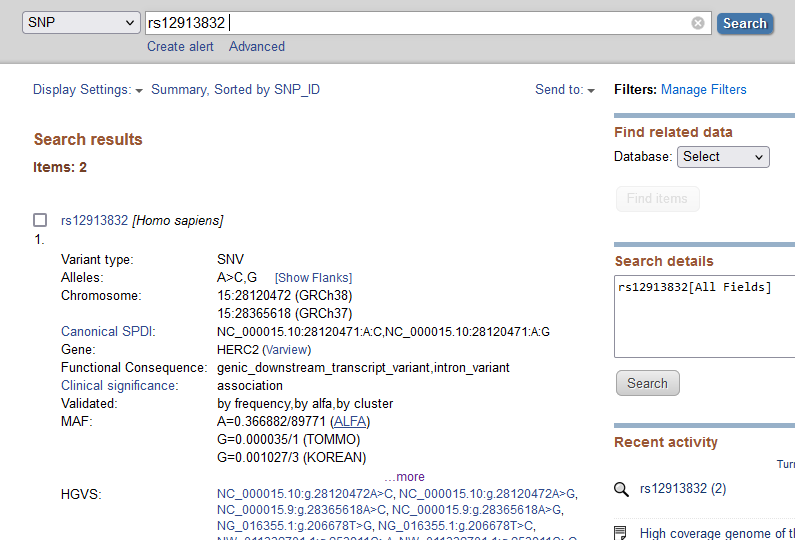 SNP
rs12913832
Search
Create alert Advanced
Display Settings: Summary, Sorted by SNP_ID
Send to:
Filters: Manage Filters
Search results
Items: 2
rs12913832 [Homo sapiens]
1.
Variant type: SNV
Alleles: A>C,G [Show Flanks]
Chromosome: 15:28120472 (GRCh38)
15:28365618 (GRCh37)
Canonical SPDI: NC_000015.10:28120471:A:C,NC_000015.10:28120471:A:G
Gene: HERC2 (Varview)
Functional Consequence: genic_downstream_transcript_variant,intron_variant
Clinical significance: association
Validated: by frequency,by alfa,by cluster
MAF: A=0.366882/89771 (ALFA)
G=0.000035/1 (TOMMO)
G=0.001027/3 (KOREAN)
...more
HGVS: NC_000015.10:g.28120472A>C, NC_000015.10:g.28120472A>G,
NC_000015.9:g.28365618A>C, NC_000015.9:g.28365618A>G,
NG_016355.1:g.206678T>G, NG_016355.1:g.206678T>C,
Find related data
Database: Select
Find items
Search details
rs12913832[All Fields]
Search
Recent activity
Turn
rs12913832 (2)
High coverage genome of th